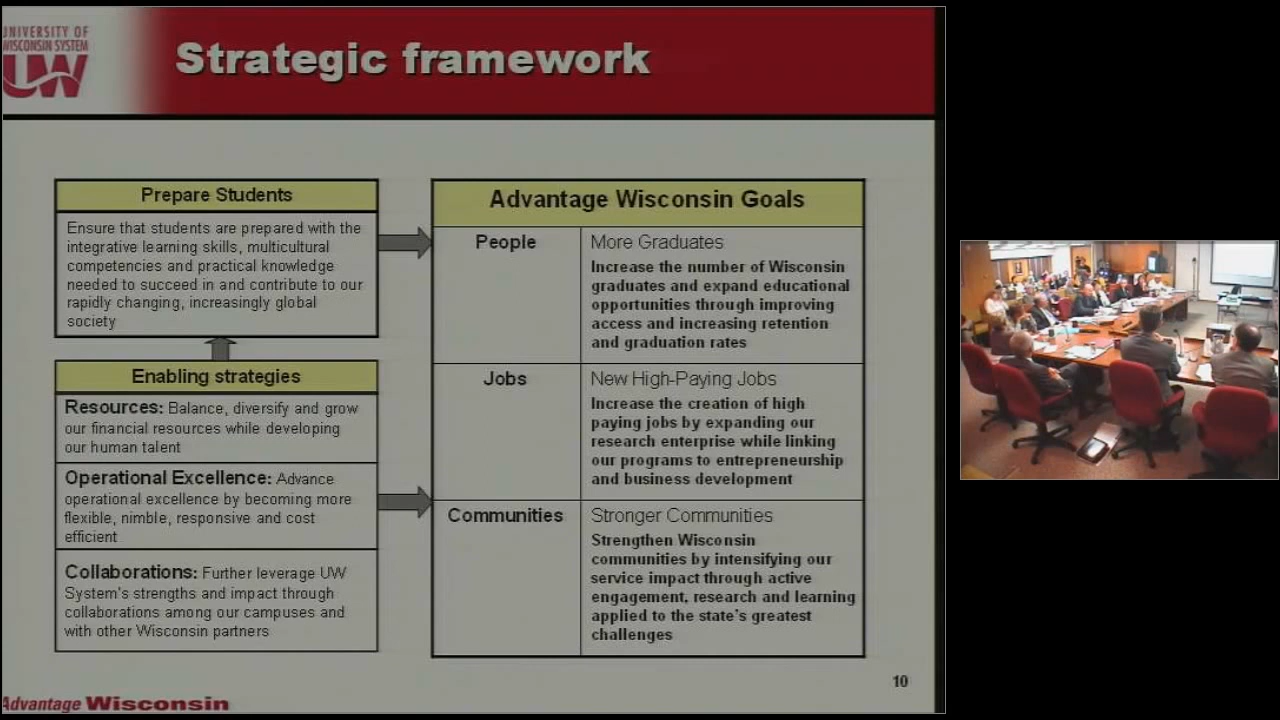 UNIVERSITY OF
WISCONSIN SYSTEM
UW
Strategic framework
Prepare Students
Ensure that students are prepared with the
integrative learning skills, multicultural
competencies and practical knowledge
needed to succeed in and contribute to our
rapidly changing, increasingly global
society
Enabling strategies
Resources: Balance, diversify and grow
our financial resources while developing
our human talent
Operational Excellence: Advance
operational excellence by becoming more
flexible, nimble, responsive and cost
efficient
Collaborations: Further leverage UW
System's strengths and impact through
collaborations among our campuses and
with other Wisconsin partners
Advantage Wisconsin Goals
People
More Graduates
Increase the number of Wisconsin
graduates and expand educational
opportunities through improving
access and increasing retention
and graduation rates
Jobs
New High-Paying Jobs
Increase the creation of high
paying jobs by expanding our
research enterprise while linking
our programs to entrepreneurship
and business development
Communities
Stronger Communities
Strengthen Wisconsin
communities by intensifying our
service impact through active
engagement, research and learning
applied to the state's greatest
challenges
10
Advantage Wisconsin